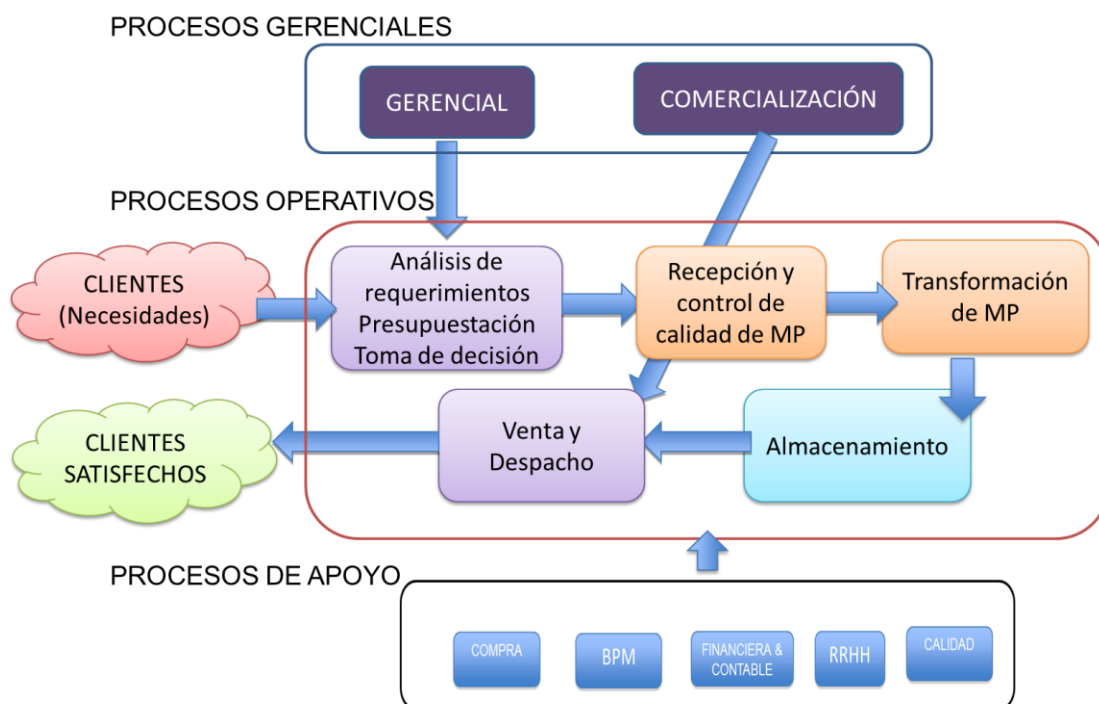 PROCESOS GERENCIALES
GERENCIAL
COMERCIALIZACIÓN
PROCESOS OPERATIVOS
CLIENTES
(Necesidades)
Análisis de
requerimientos
Presupuestación
Toma de decisión
Recepción y
control de
calidad de MP
Transformación
de MP
CLIENTES
SATISFECHOS
Venta y
Despacho
Almacenamiento
PROCESOS DE APOYO
COMPRA
BPM
FINANCIERA &
CONTABLE
RRHH
CALIDAD